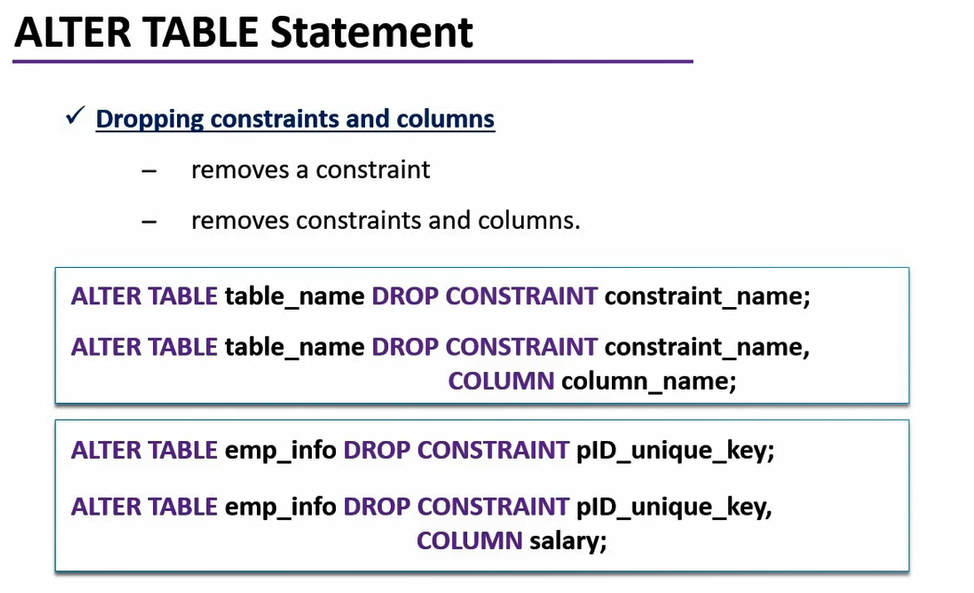 ALTER TABLE Statement
✓ Dropping constraints and columns
– removes a constraint
– removes constraints and columns.
ALTER TABLE table_name DROP CONSTRAINT constraint_name;
ALTER TABLE table_name DROP CONSTRAINT constraint_name,
COLUMN column_name;
ALTER TABLE emp_info DROP CONSTRAINT pID_unique_key;
ALTER TABLE emp_info DROP CONSTRAINT pID_unique_key,
COLUMN salary;